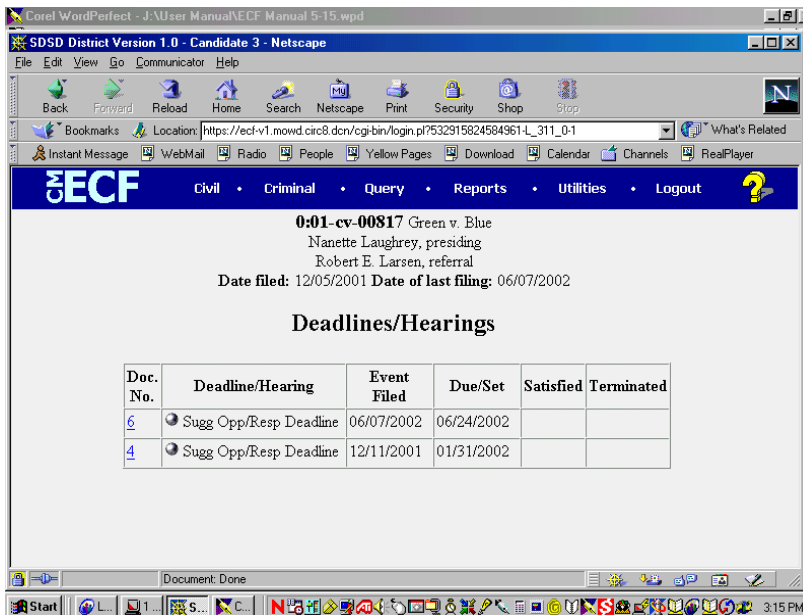 Corel WordPerfect - J:\User Manual\ECF Manual 5-15.wpd
SDSD District Version 1.0 - Candidate 3 - Netscape
File Edit View Go Communicator Help
Back Forward Reload Home Search Netscape Print Security Shop Stop
Bookmarks Location: https://ecf-v1.mowd.circ8.dcn/cgi-bin/login.pl?532915824584961-L_311_0-1 What's Related
Instant Message WebMail Radio People Yellow Pages Download Calendar Channels RealPlayer
CM ECF Civil • Criminal • Query • Reports • Utilities • Logout ?
0:01-cv-00817 Green v. Blue
Nanette Laughrey, presiding
Robert E. Larsen, referral
Date filed: 12/05/2001 Date of last filing: 06/07/2002
Deadlines/Hearings
Doc. No. Deadline/Hearing Event Filed Due/Set Satisfied Terminated
6 Sugg Opp/Resp Deadline 06/07/2002 06/24/2002
4 Sugg Opp/Resp Deadline 12/11/2001 01/31/2002
Document: Done
Start L... 1... S... C... 3:15 PM